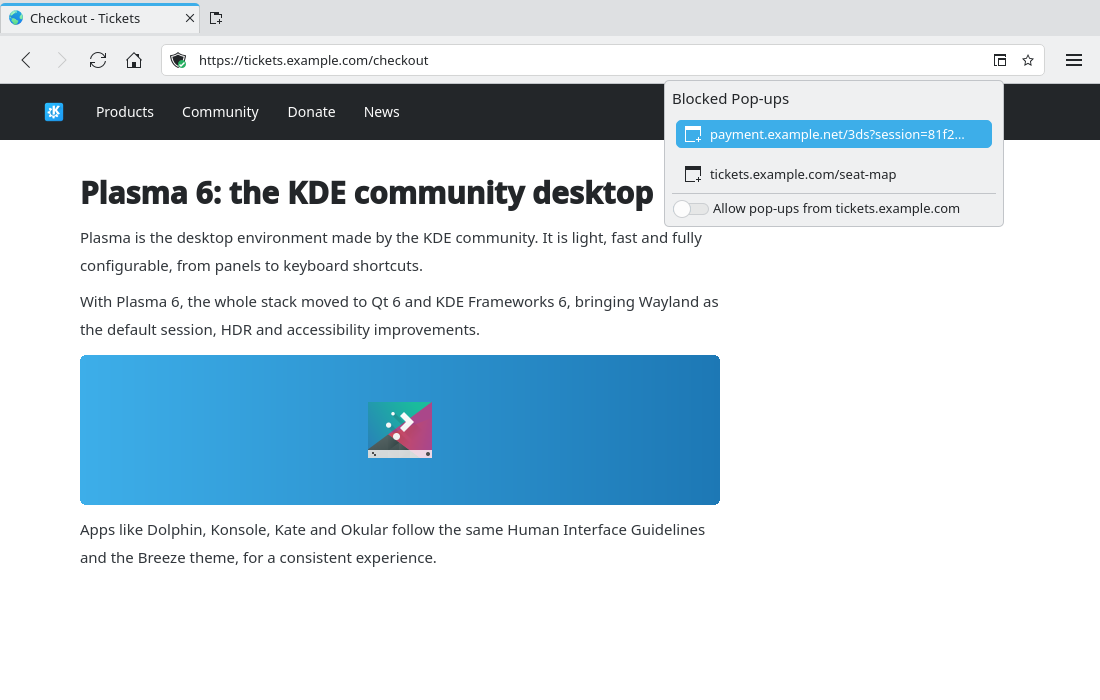 Checkout - Tickets
https://tickets.example.com/checkout
Products
Community
Donate
News
Blocked Pop-ups
payment.example.net/3ds?session=81f2...
tickets.example.com/seat-map
Allow pop-ups from tickets.example.com
Plasma 6: the KDE community desktop
Plasma is the desktop environment made by the KDE community. It is light, fast and fully
configurable, from panels to keyboard shortcuts.
With Plasma 6, the whole stack moved to Qt 6 and KDE Frameworks 6, bringing Wayland as
the default session, HDR and accessibility improvements.
Apps like Dolphin, Konsole, Kate and Okular follow the same Human Interface Guidelines
and the Breeze theme, for a consistent experience.